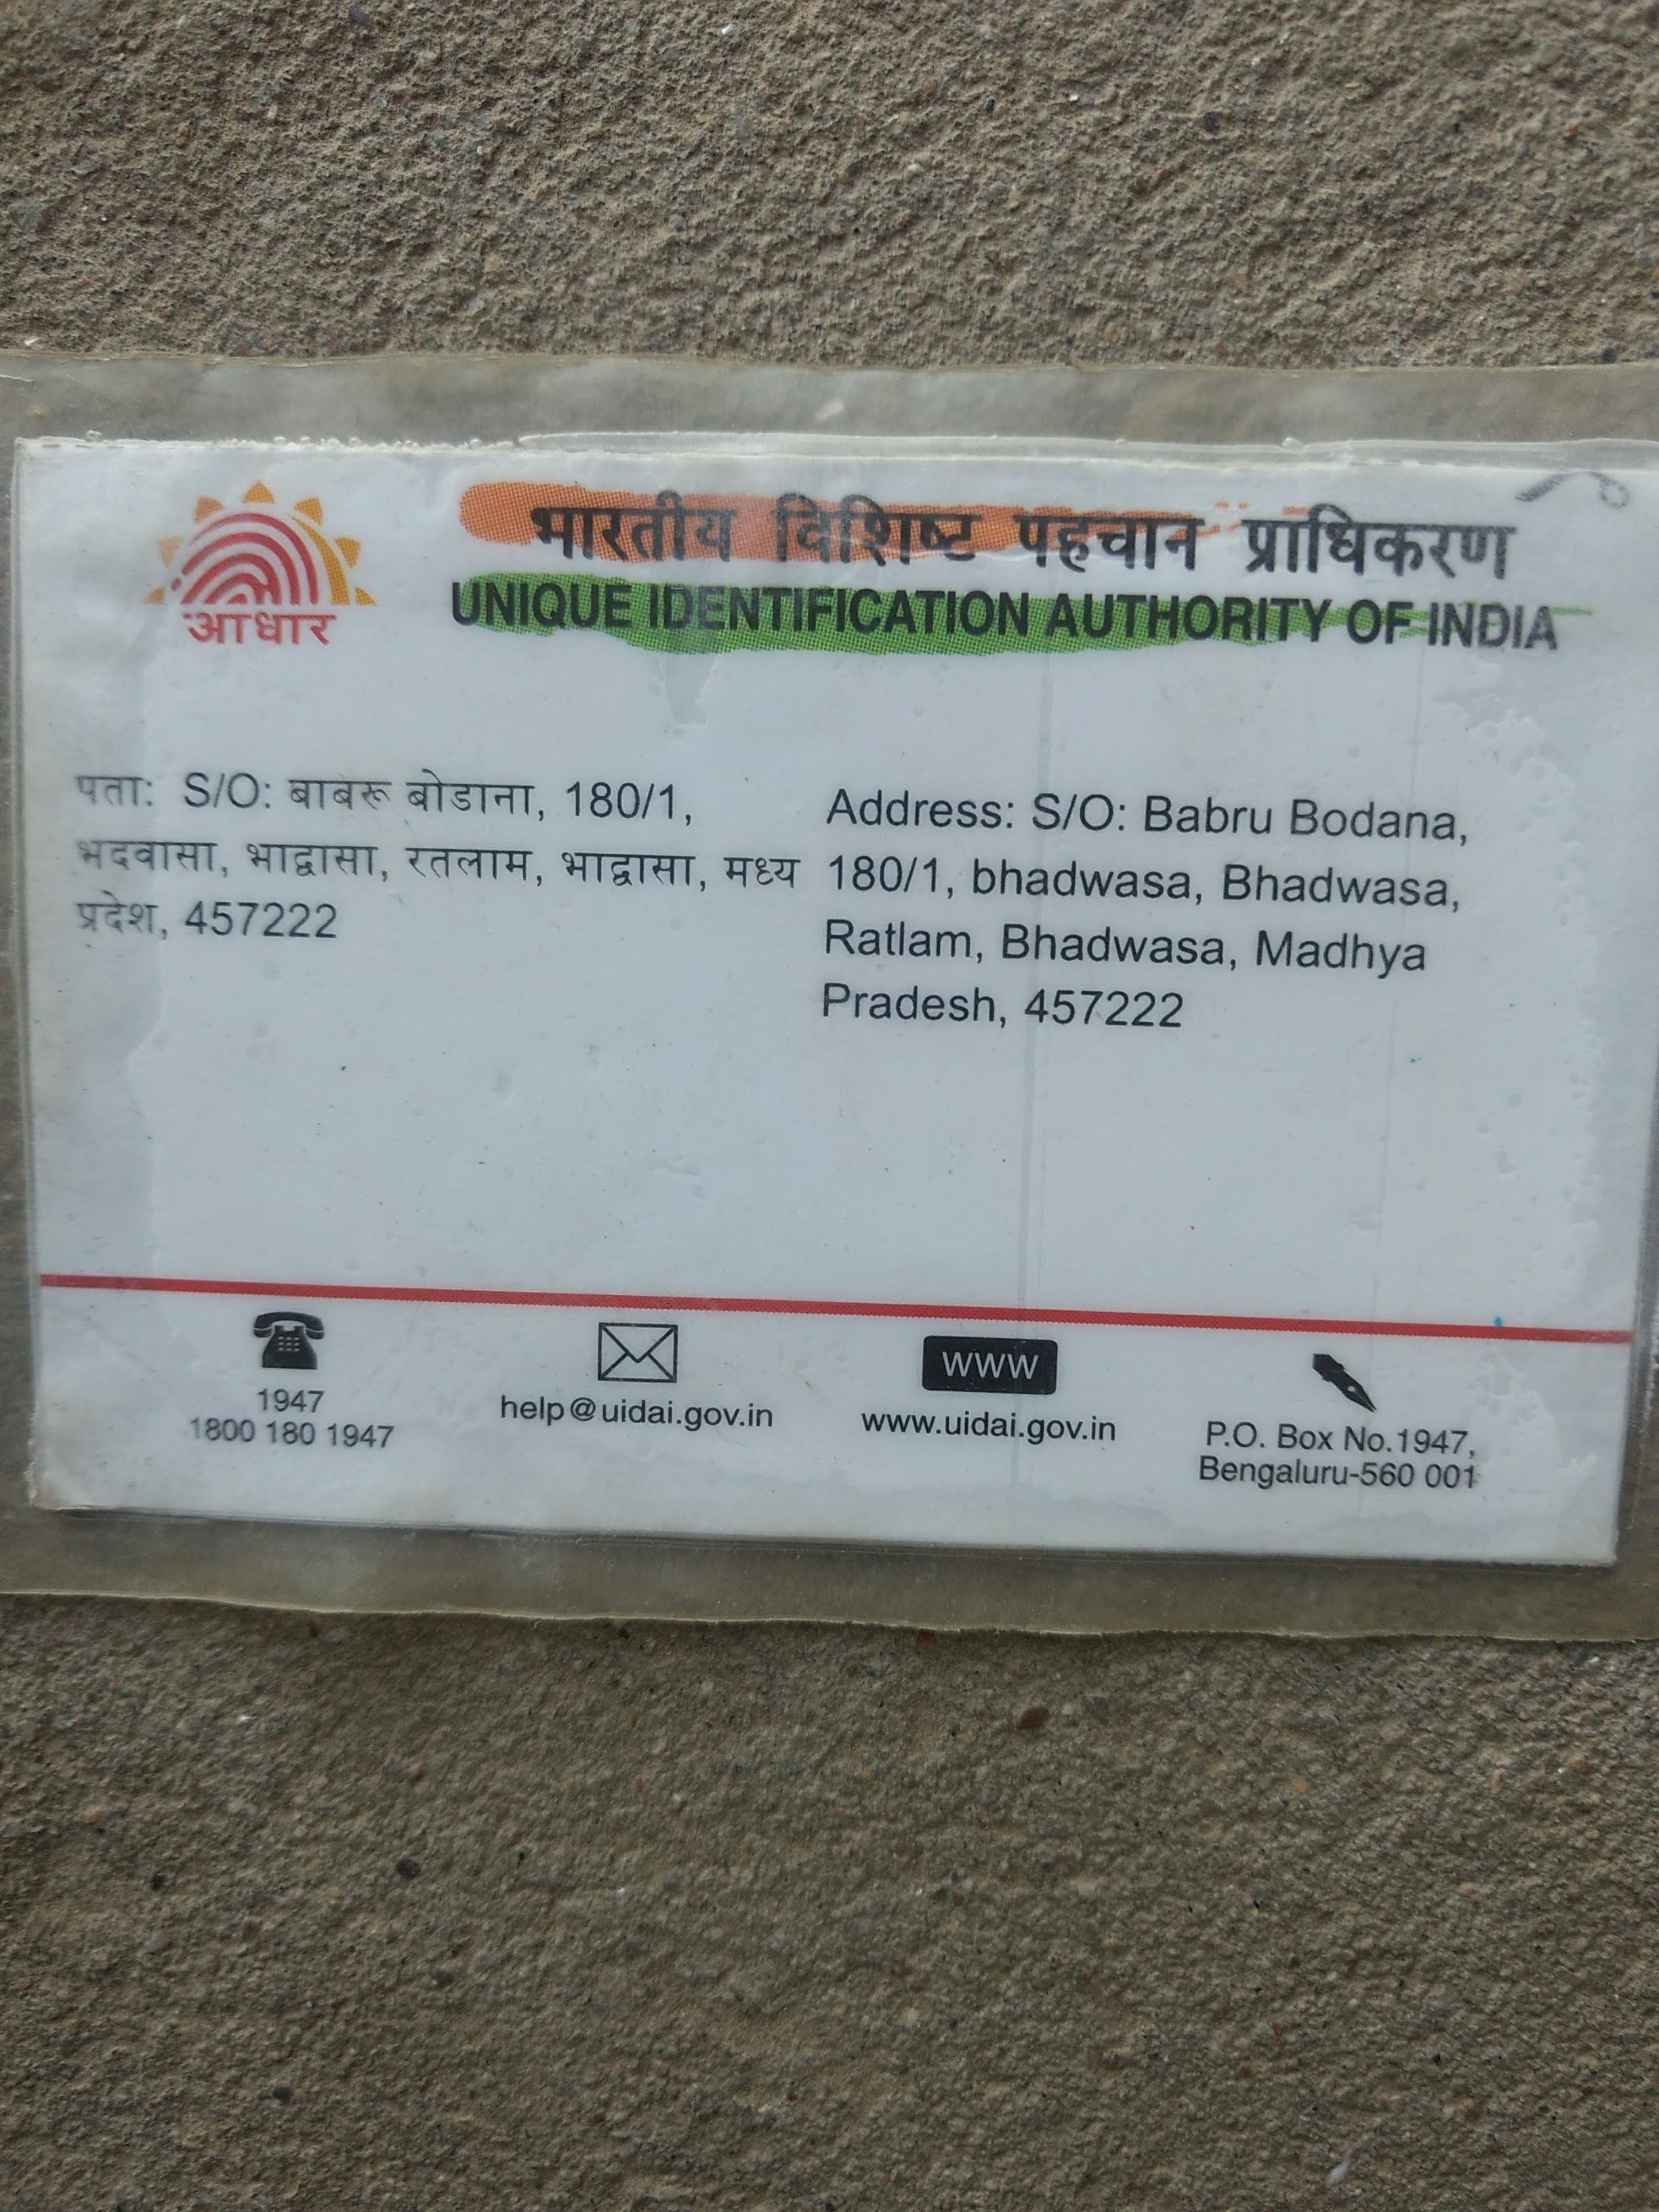 आधार
भारतीय विशिष्ट पहचान प्राधिकरण
UNIQUE IDENTIFICATION AUTHORITY OF INDIA
पता: S/O: बाबरू बोडाना, 180/1,
भदवासा, भाद्वासा, रतलाम, भाद्वासा, मध्य
प्रदेश, 457222
Address: S/O: Babru Bodana,
180/1, bhadwasa, Bhadwasa,
Ratlam, Bhadwasa, Madhya
Pradesh, 457222
1947
1800 180 1947
help@uidai.gov.in
www
www.uidai.gov.in
P.O. Box No.1947,
Bengaluru-560 001